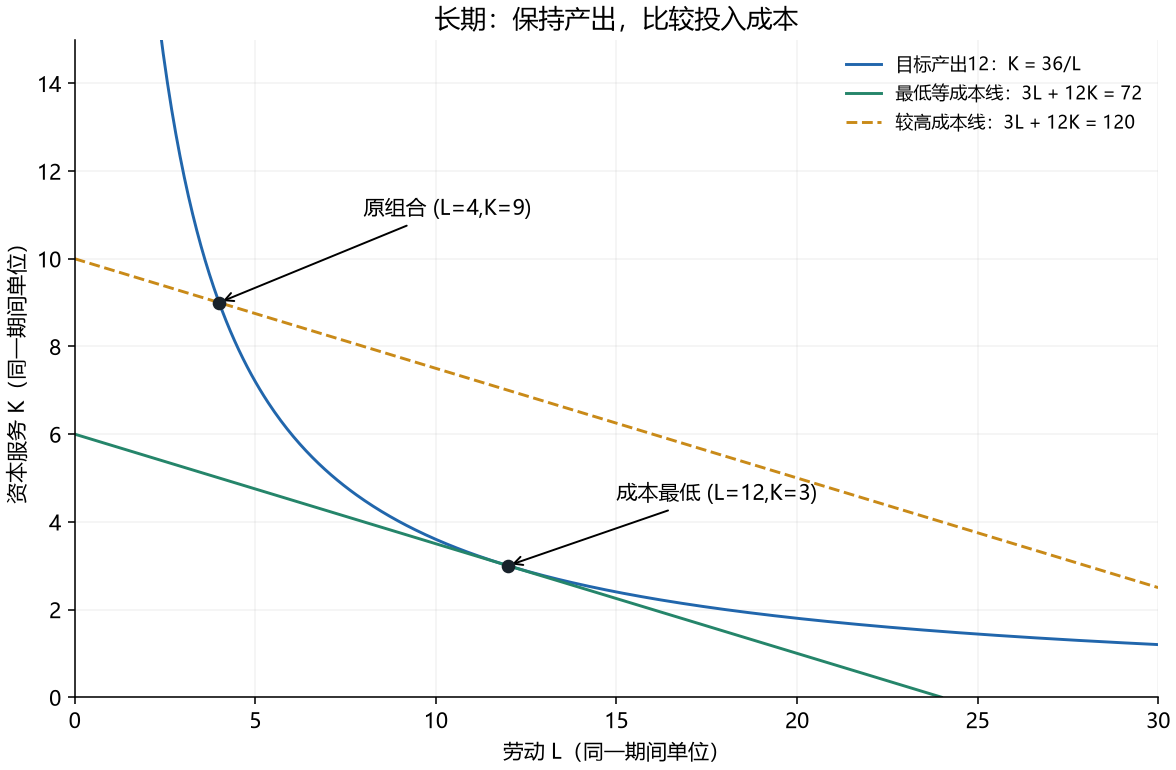 长期：保持产出，比较投入成本
目标产出12：K = 36/L
最低等成本线：3L + 12K = 72
较高成本线：3L + 12K = 120
原组合 (L=4,K=9)
成本最低 (L=12,K=3)
资本服务 K（同一期间单位）
14
12
10
8
6
4
2
0
0 5 10 15 20 25 30
劳动 L（同一期间单位）